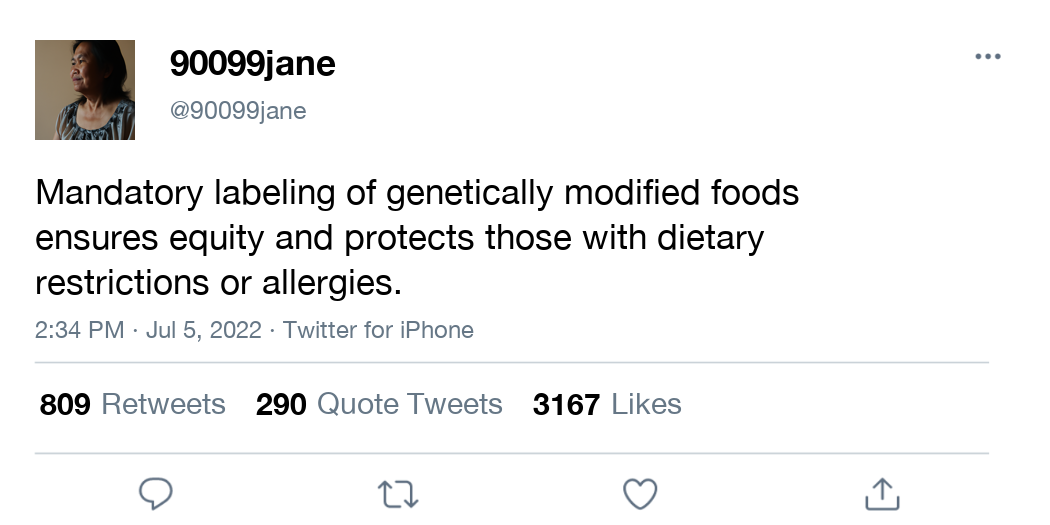 90099jane
@90099jane
Mandatory labeling of genetically modified foods
ensures equity and protects those with dietary
restrictions or allergies.
2:34 PM · Jul 5, 2022 · Twitter for iPhone
809 Retweets 290 Quote Tweets 3167 Likes